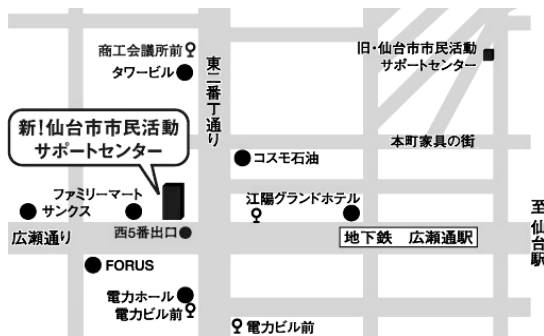 商工会議所前
タワービル
東二番丁通り
旧・仙台市市民活動
サポートセンター
新!仙台市市民活動
サポートセンター
本町家具の街
コスモ石油
ファミリーマート
サンクス
江陽グランドホテル
広瀬通り
西5番出口
地下鉄 広瀬通駅
至仙台駅
FORUS
電力ホール
電力ビル前
電力ビル前